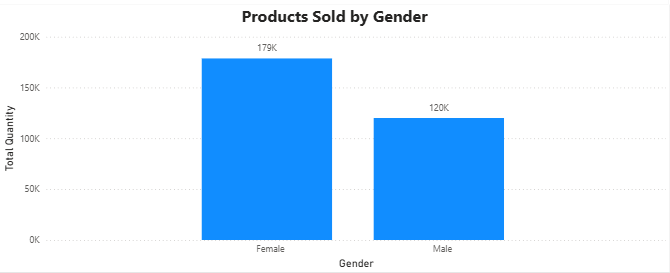 Products Sold by Gender
200K
150K
100K
50K
0K
Total Quantity
179K
120K
Female
Male
Gender